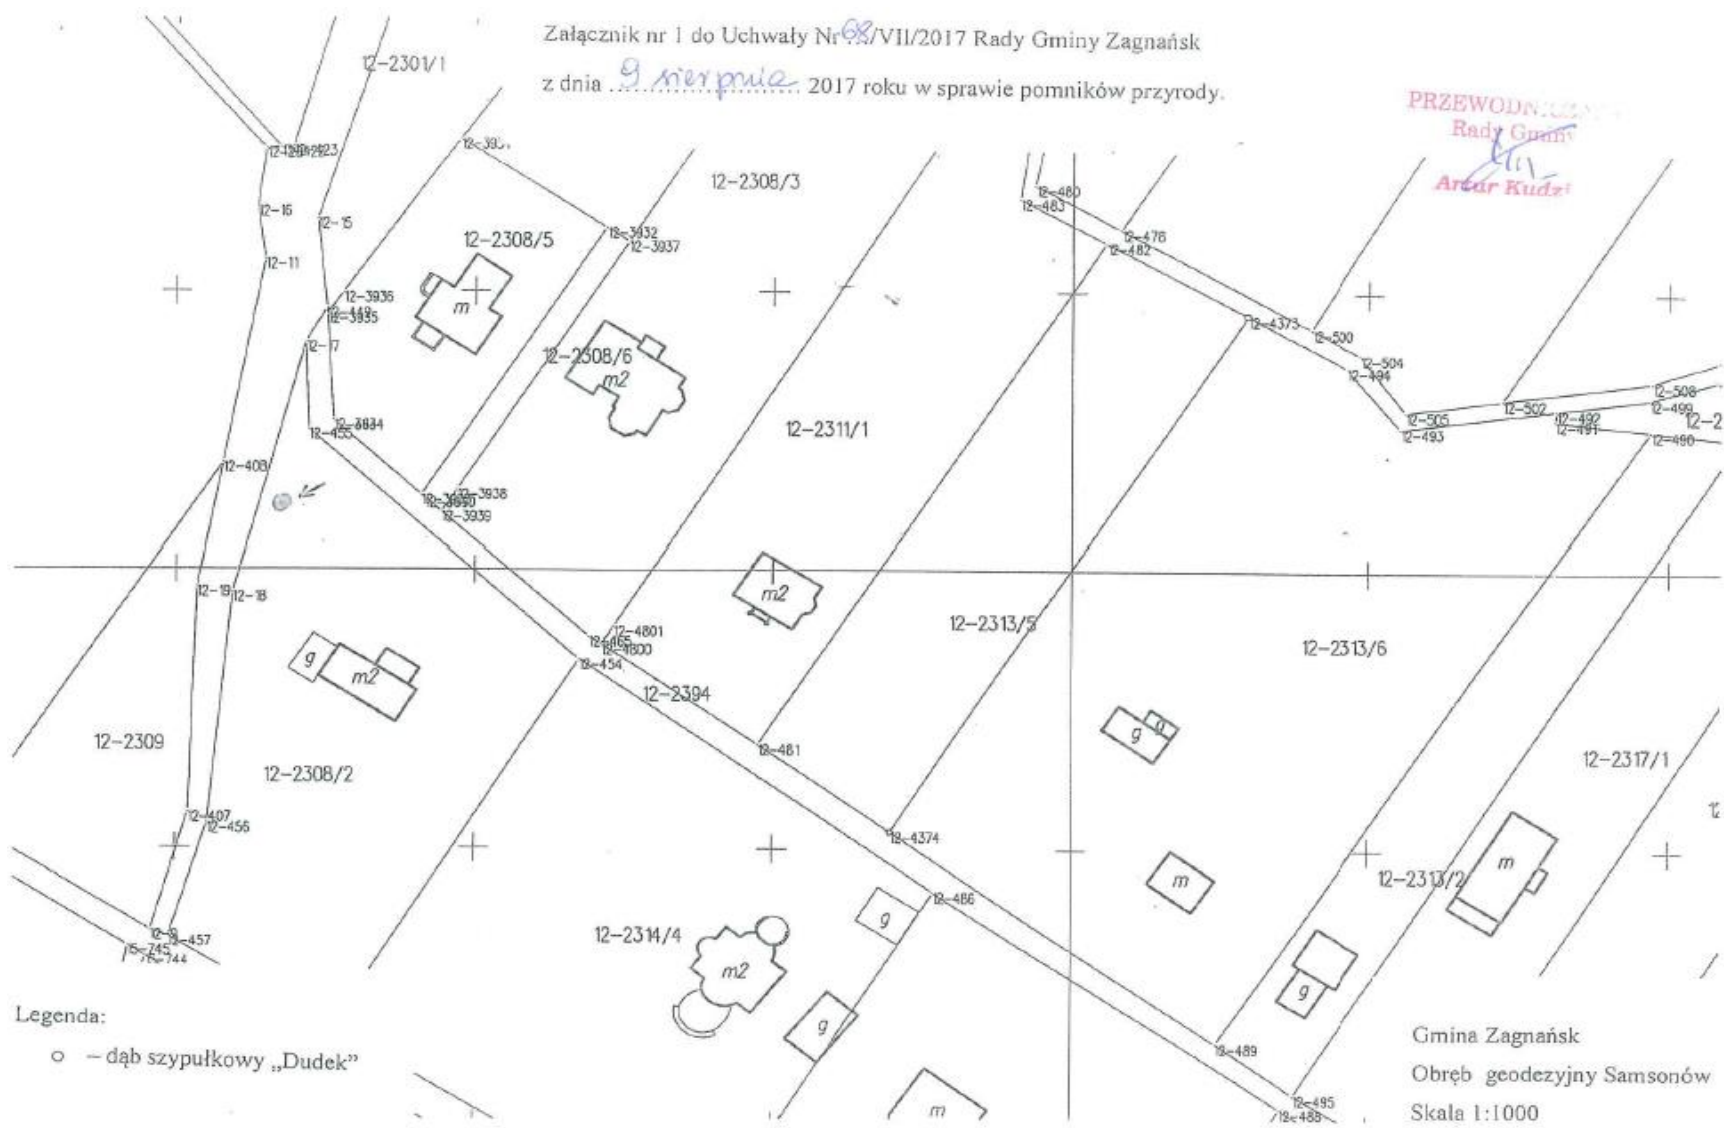 Załącznik nr 1 do Uchwały Nr 68/VII/2017 Rady Gminy Zagnańsk
z dnia 9 sierpnia 2017 roku w sprawie pomników przyrody.
Rady Gminy
Artur
12-2301/1
12-16
12-15
12-11
12-3932
12-3937
12-2308/3
12-480
12-483
12-476
12-482
12-2308/5
m
12-3936
12-3935
12-17
12-2308/6
m2
12-4373
12-500
12-504
12-494
12-505
12-493
12-502
12-492
12-491
12-508
12-499
12-490
12-2311/1
12-455
12-408
12-3938
12-3939
12-19
12-18
m2
12-2313/5
12-2313/6
12-4801
12-465
12-4800
12-454
12-2394
g
m2
12-2309
12-2308/2
12-481
g
g
12-2317/1
12-407
12-456
12-4374
m
12-2313/2
m
12-486
g
12-2314/4
m2
12-457
g
g
12-489
12-495
12-488
m
Legenda:
o – dąb szypułkowy „Dudek”
Gmina Zagnańsk
Obręb geodezyjny Samsonów
Skala 1:1000